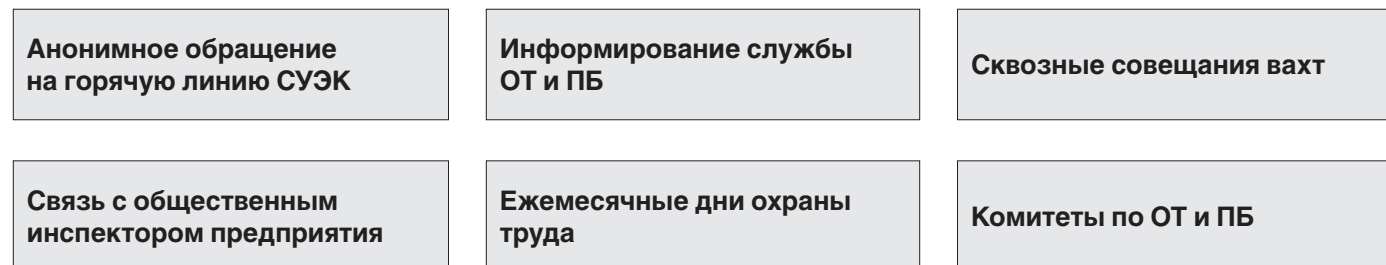 Анонимное обращение
на горячую линию СУЭК
Информирование службы
ОТ и ПБ
Сквозные совещания вахт
Связь с общественным
инспектором предприятия
Ежемесячные дни охраны
труда
Комитеты по ОТ и ПБ